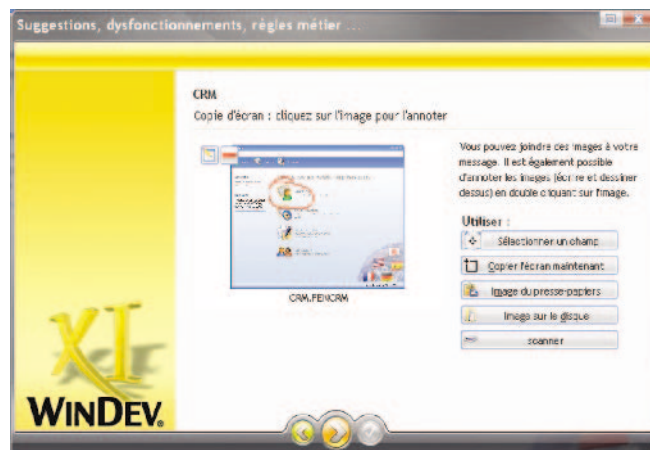 Suggestions, dysfonctionnements, règles métier ...
CRM
Copie d'écran : cliquez sur l'image pour l'annoter
Vous pouvez joindre des images à votre
message. Il est également possible
d'annoter les images (écrire et dessiner
dessus) en double cliquant sur l'image.
Utiliser :
Sélectionner un champ
Copier l'écran maintenant
Image du presse-papiers
Image sur le disque
scanner
CRM.FENCRM
XI
WINDEV.